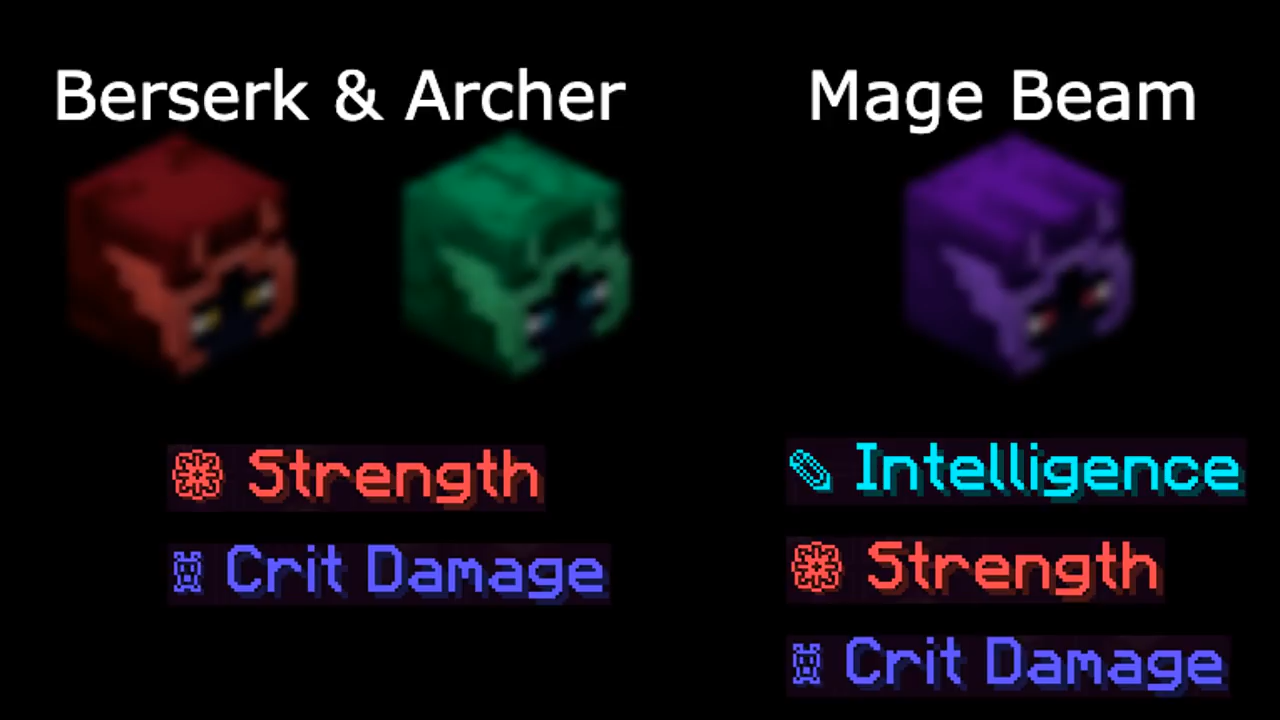 Berserk & Archer
Strength
Crit Damage
Mage Beam
Intelligence
Strength
Crit Damage